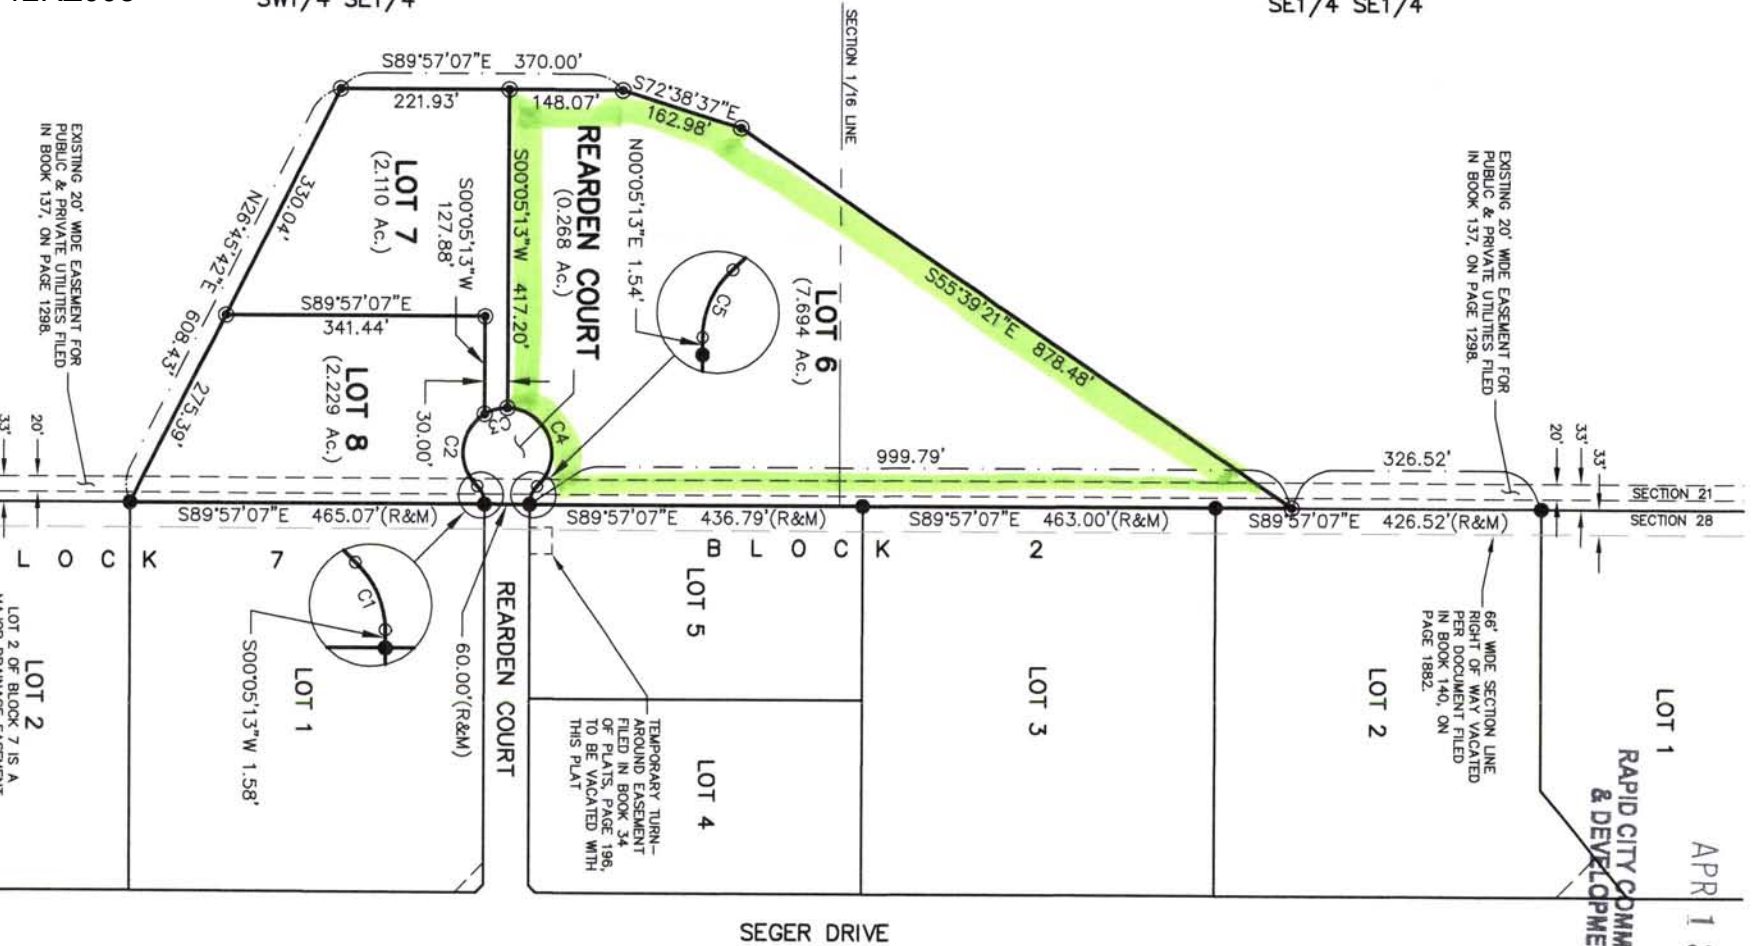 SW1/4 SE1/4
SE1/4 SE1/4
SECTION 1/16 LINE
S89°57'07"E 370.00'
221.93'
148.07'
S72°38'37"E
162.98'
EXISTING 20' WIDE EASEMENT FOR
PUBLIC & PRIVATE UTILITIES FILED
IN BOOK 137, ON PAGE 1298.
N26°45'42"E 608.43'
330.04'
275.39'
LOT 7
(2.110 Ac.)
S00°05'13"W
127.88'
S00°05'13"W 417.20'
REARDEN COURT
(0.268 Ac.)
N00°05'13"E 1.54'
C5
LOT 6
(7.694 Ac.)
S55°39'21"E 878.48'
EXISTING 20' WIDE EASEMENT FOR
PUBLIC & PRIVATE UTILITIES FILED
IN BOOK 137, ON PAGE 1298.
S89°57'07"E
341.44'
LOT 8
(2.229 Ac.)
30.00'
C2
C3
C4
999.79'
326.52'
33'
20'
20'
33'
33'
SECTION 21
SECTION 28
S89°57'07"E 465.07'(R&M)
S89°57'07"E 436.79'(R&M)
S89°57'07"E 463.00'(R&M)
S89°57'07"E 426.52'(R&M)
L O C K 7
B L O C K 2
C1
S00°05'13"W 1.58'
60.00'(R&M)
REARDEN COURT
LOT 2
LOT 2 OF BLOCK 7 IS A
MAJOR DRAINAGE EASEMENT
LOT 1
LOT 5
TEMPORARY TURN-
AROUND EASEMENT
FILED IN BOOK 34
OF PLATS, PAGE 196,
TO BE VACATED WITH
THIS PLAT
LOT 4
LOT 3
LOT 2
66' WIDE SECTION LINE
RIGHT OF WAY VACATED
PER DOCUMENT FILED
IN BOOK 140, ON
PAGE 1882.
LOT 1
RAPID CITY COMM
& DEVELOPME
APR 1
SEGER DRIVE